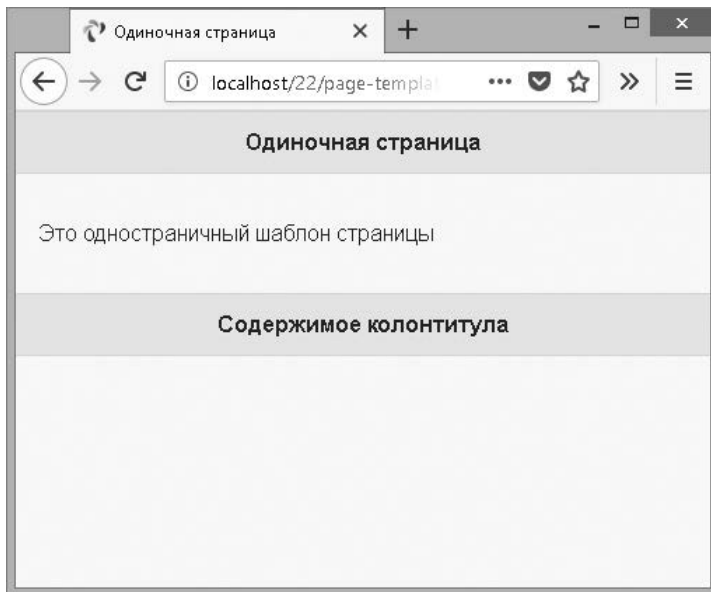 Одиночная страница
localhost/22/page-templat
Одиночная страница
Это одностраничный шаблон страницы
Содержимое колонтитула